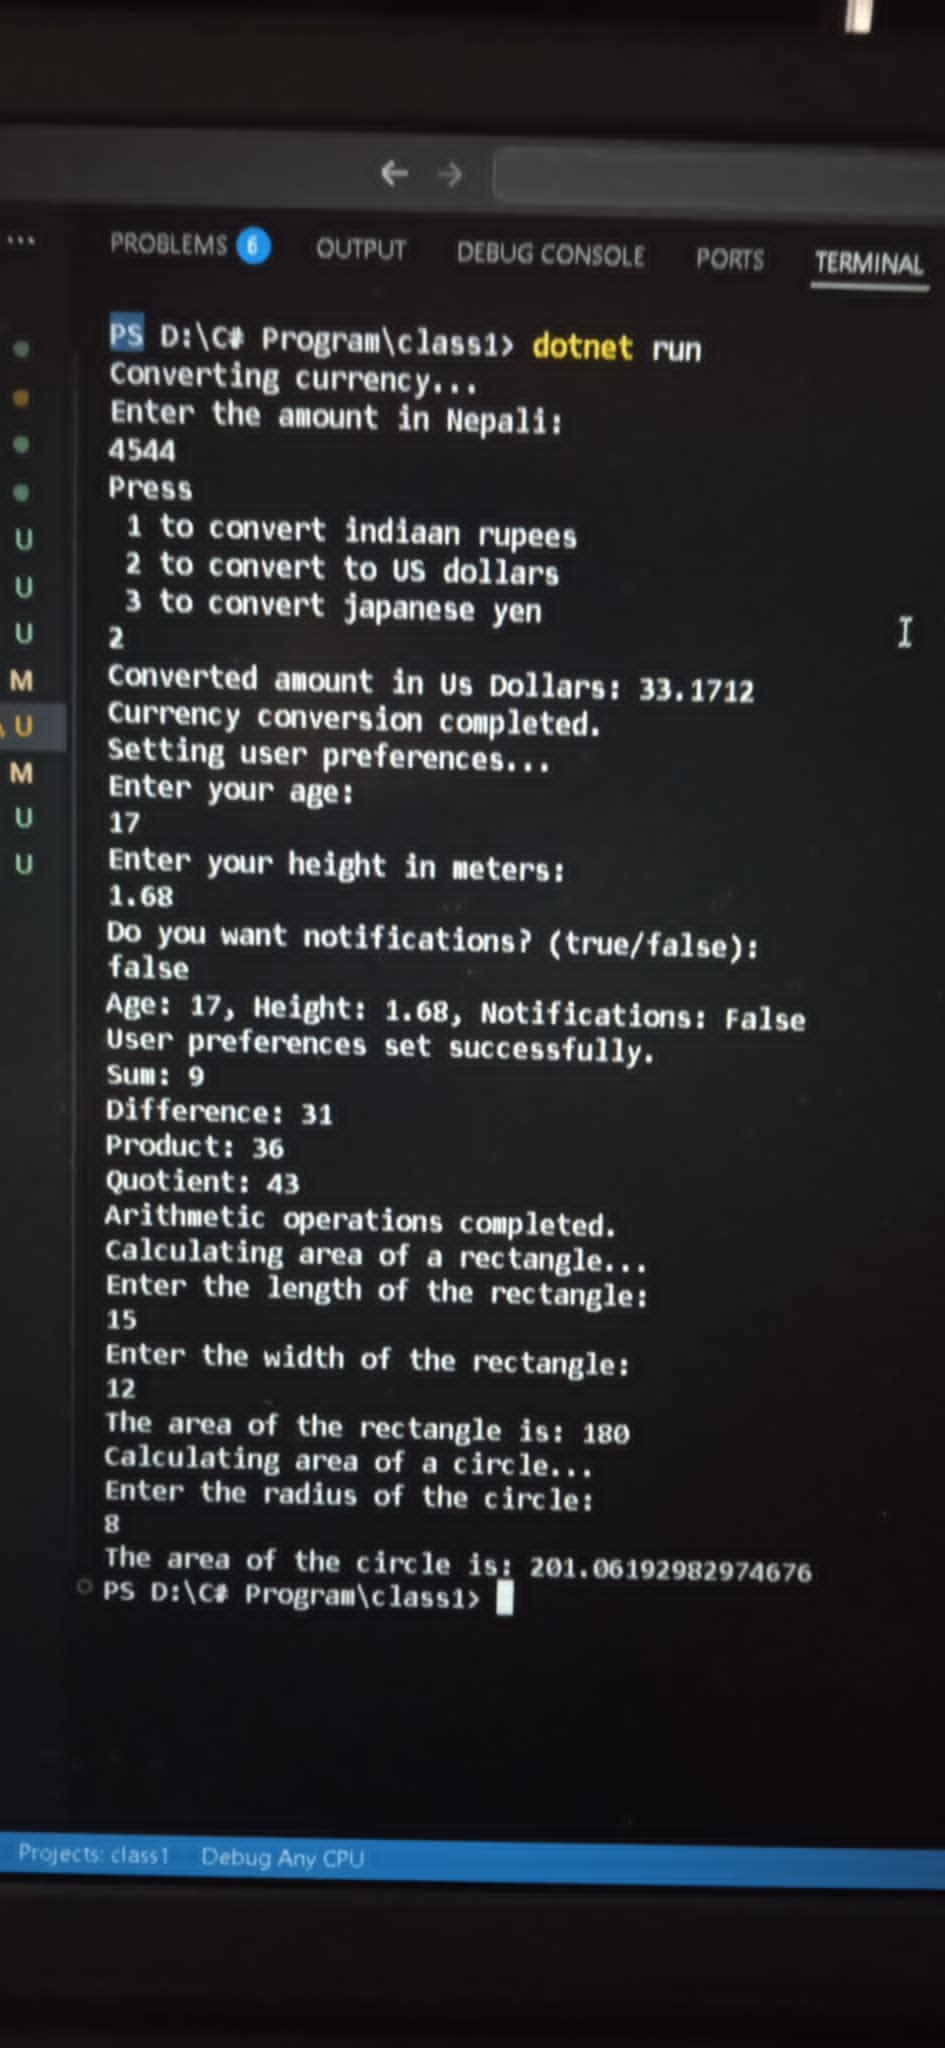 PROBLEMS 6 OUTPUT DEBUG CONSOLE PORTS TERMINAL
PS D:\C# Program\class1> dotnet run
Converting currency...
Enter the amount in Nepali:
4544
Press
1 to convert indiaan rupees
2 to convert to US dollars
3 to convert japanese yen
2
Converted amount in Us Dollars: 33.1712
Currency conversion completed.
Setting user preferences...
Enter your age:
17
Enter your height in meters:
1.68
Do you want notifications? (true/false):
false
Age: 17, Height: 1.68, Notifications: False
User preferences set successfully.
Sum: 9
Difference: 31
Product: 36
Quotient: 43
Arithmetic operations completed.
Calculating area of a rectangle...
Enter the length of the rectangle:
15
Enter the width of the rectangle:
12
The area of the rectangle is: 180
Calculating area of a circle...
Enter the radius of the circle:
8
The area of the circle is: 201.06192982974676
PS D:\C# Program\class1>
U
U
U
M
U
M
U
U
Projects: class1 Debug Any CPU